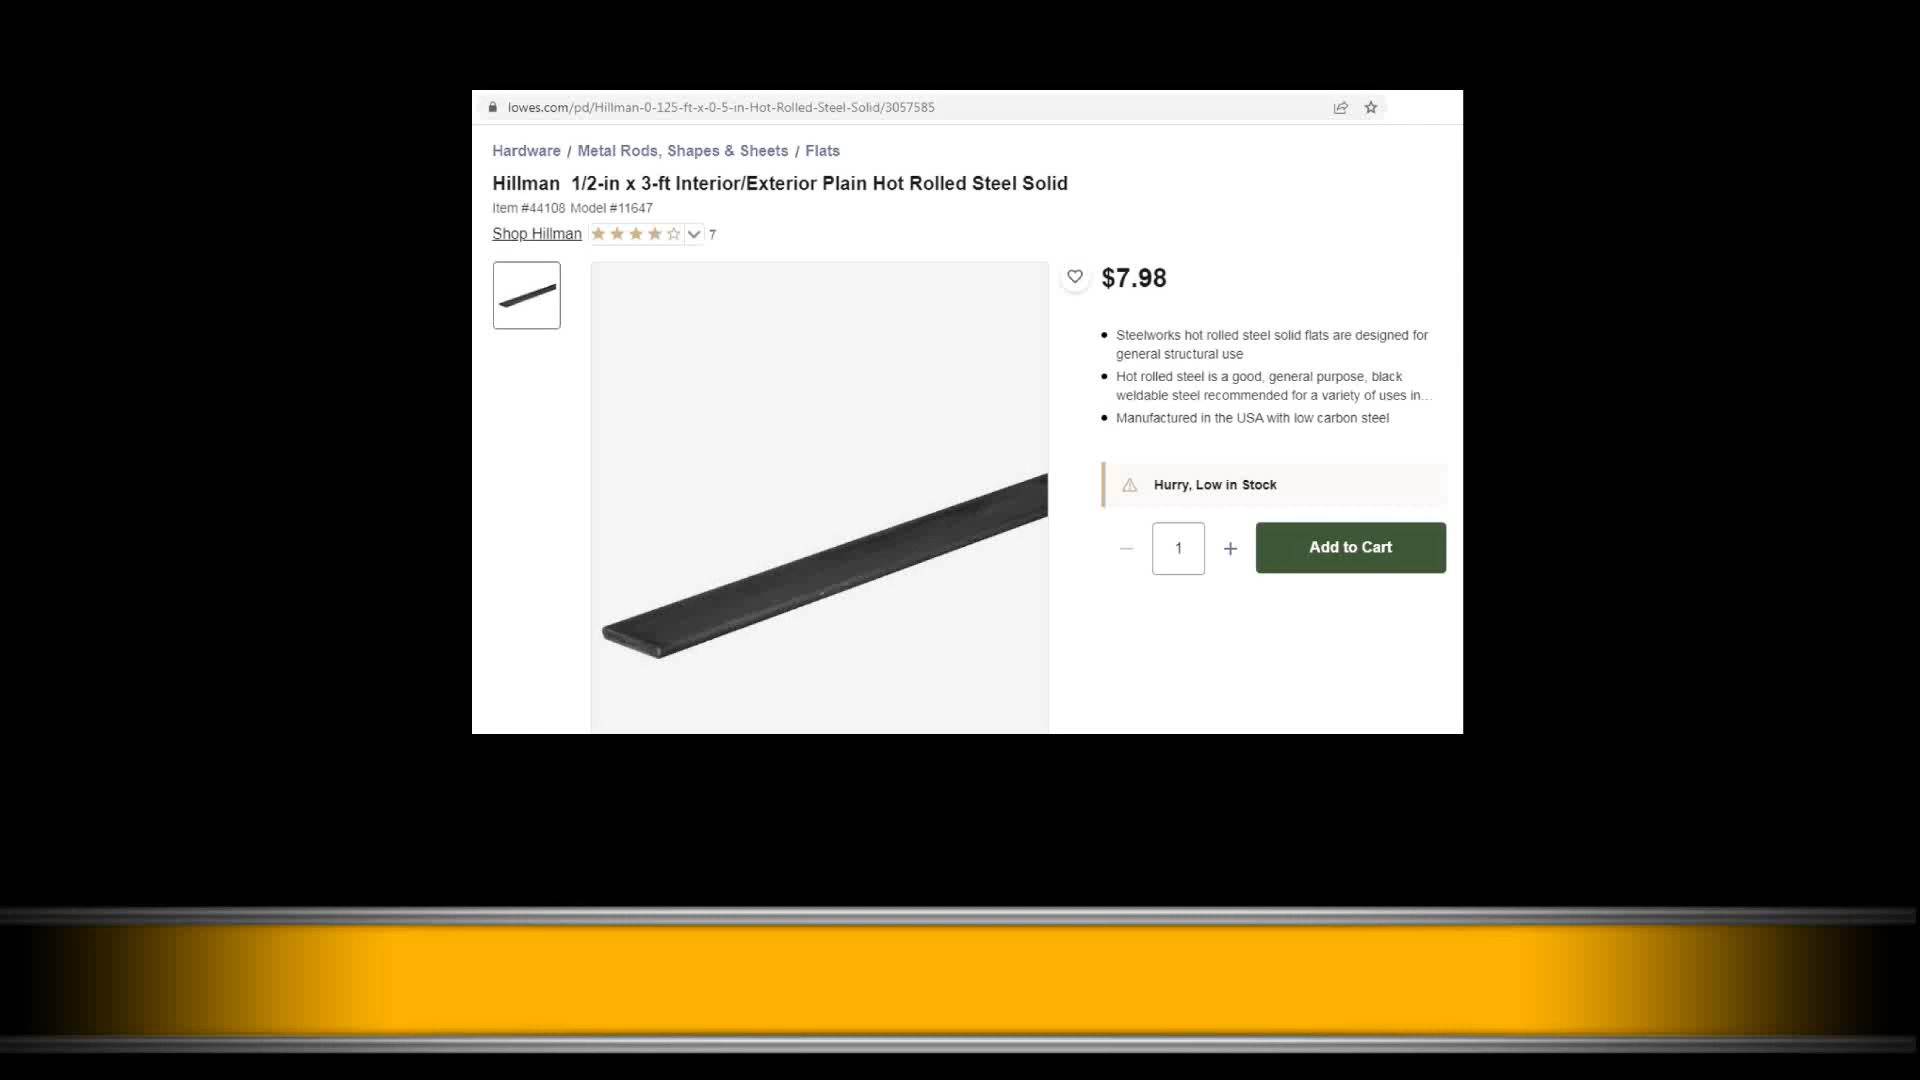 lowes.com/pd/Hillman-0-125-ft-x-0-5-in-Hot-Rolled-Steel-Solid/3057585
Hardware / Metal Rods, Shapes & Sheets / Flats
Hillman 1/2-in x 3-ft Interior/Exterior Plain Hot Rolled Steel Solid
Item #44108 Model #11647
Shop Hillman 7
$7.98
Steelworks hot rolled steel solid flats are designed for
general structural use
Hot rolled steel is a good, general purpose, black
weldable steel recommended for a variety of uses in...
Manufactured in the USA with low carbon steel
Hurry, Low in Stock
1
Add to Cart